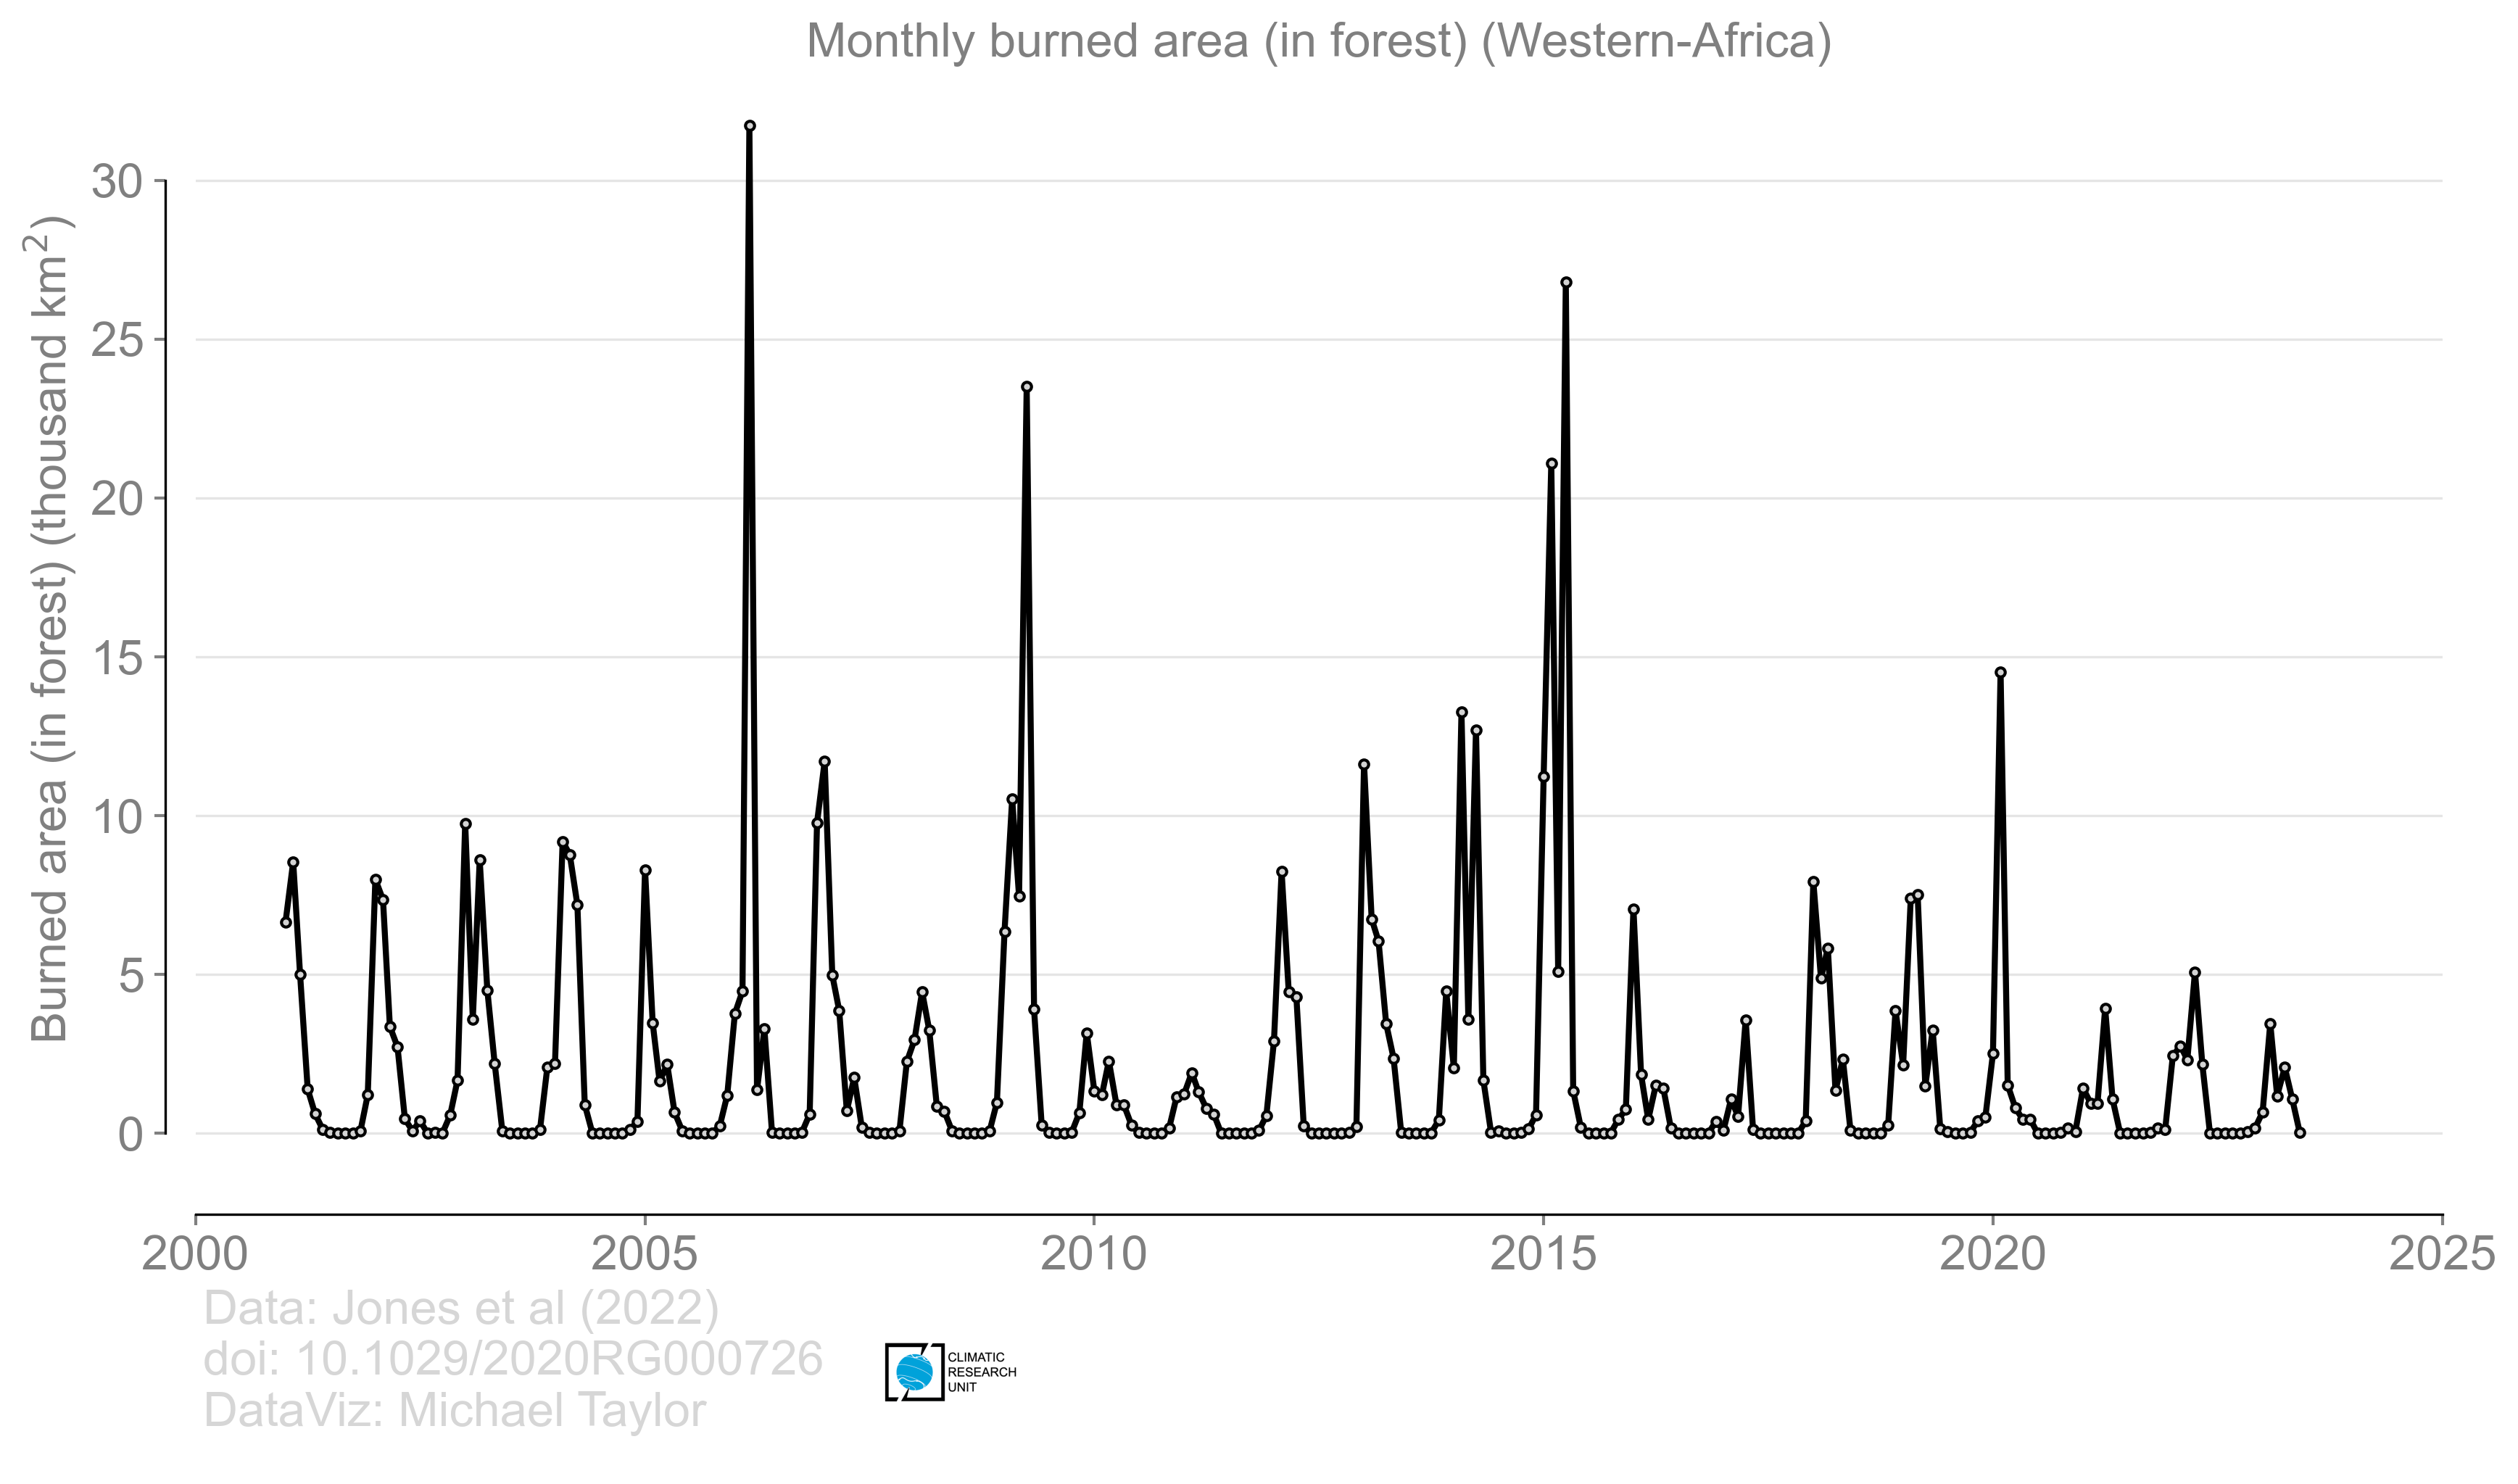 Monthly burned area (in forest) (Western-Africa)
Burned area (in forest) (thousand km²)
30
25
20
15
10
5
0
2000
2005
2010
2015
2020
2025
Data: Jones et al (2022)
doi: 10.1029/2020RG000726
DataViz: Michael Taylor
CLIMATIC
RESEARCH
UNIT